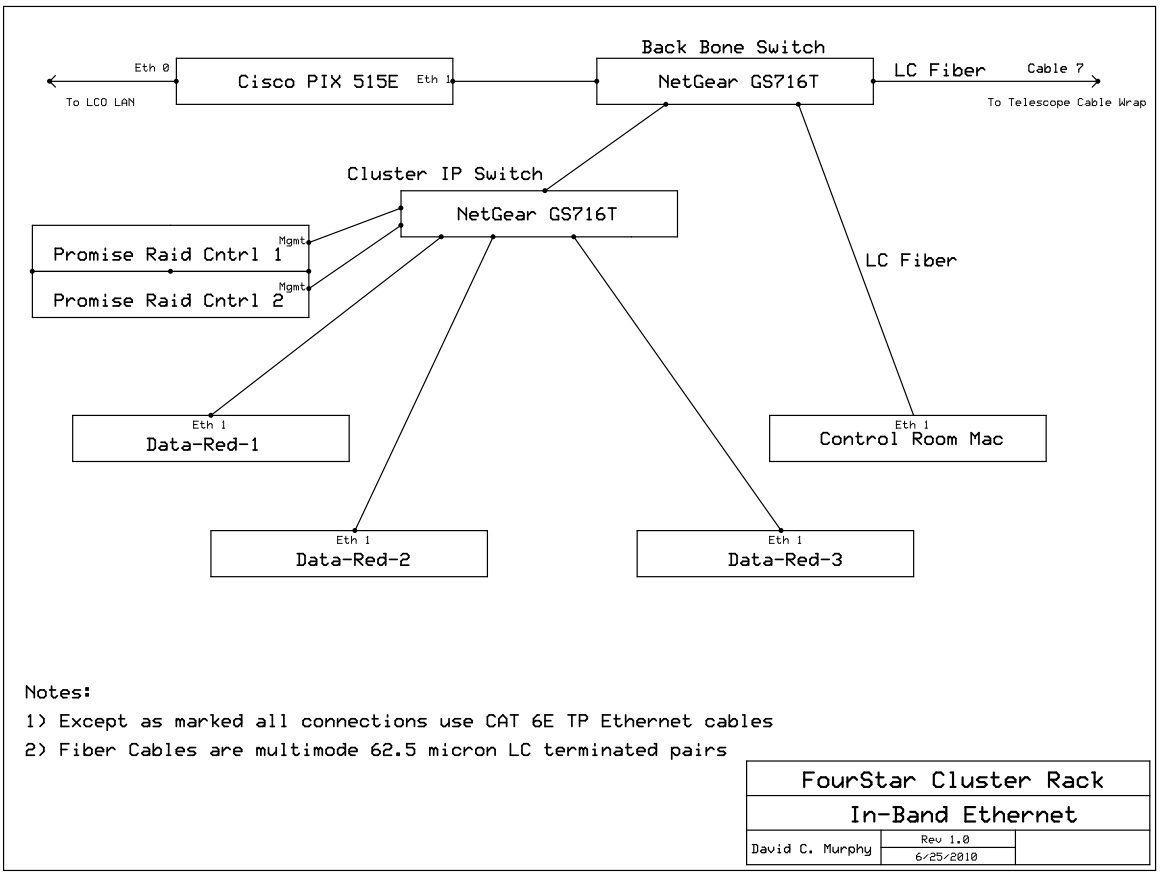 Back Bone Switch
Eth 0
Cisco PIX 515E
Eth 1
NetGear GS716T
LC Fiber
Cable 7
To LCO LAN
To Telescope Cable Wrap
Cluster IP Switch
NetGear GS716T
Mgmt
Promise Raid Cntrl 1
Mgmt
Promise Raid Cntrl 2
LC Fiber
Eth 1
Data-Red-1
Eth 1
Control Room Mac
Eth 1
Data-Red-2
Eth 1
Data-Red-3
Notes:
1) Except as marked all connections use CAT 6E TP Ethernet cables
2) Fiber Cables are multimode 62.5 micron LC terminated pairs
FourStar Cluster Rack
In-Band Ethernet
David C. Murphy
Rev 1.0
6/25/2010